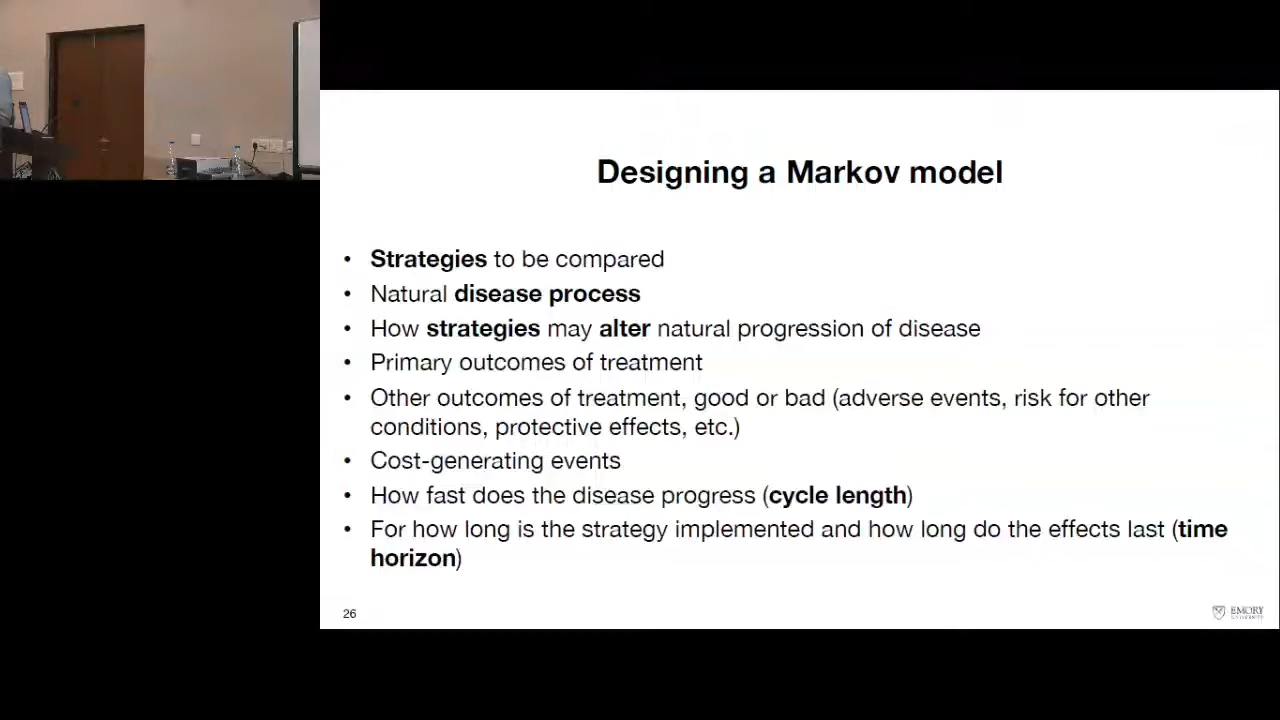 Designing a Markov model
• Strategies to be compared
• Natural disease process
• How strategies may alter natural progression of disease
• Primary outcomes of treatment
• Other outcomes of treatment, good or bad (adverse events, risk for other
conditions, protective effects, etc.)
• Cost-generating events
• How fast does the disease progress (cycle length)
• For how long is the strategy implemented and how long do the effects last (time
horizon)
26
EMORY
UNIVERSITY